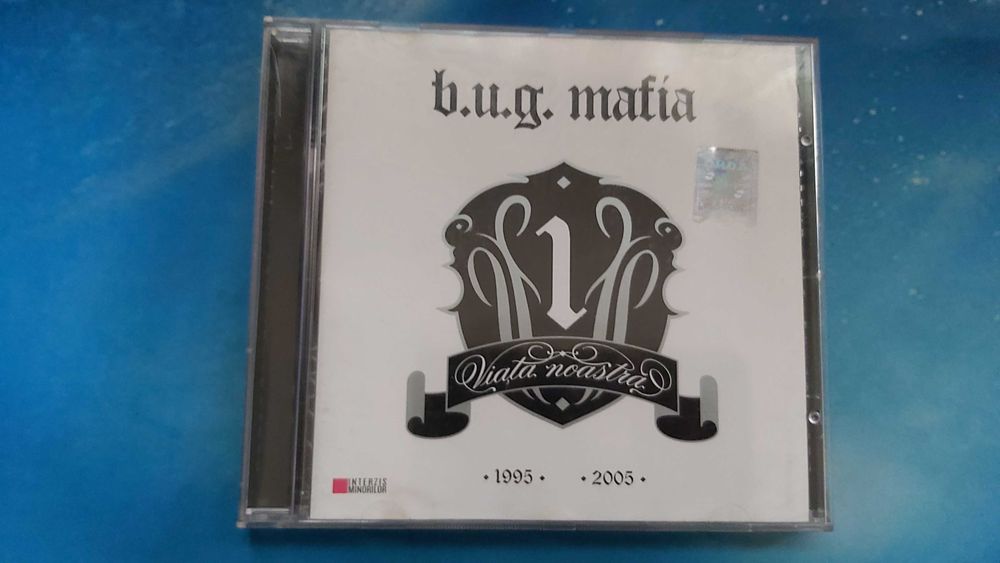 b.u.g. mafia
1
Viața noastră
• 1995 • • 2005 •
INTERZIS
MINORILOR